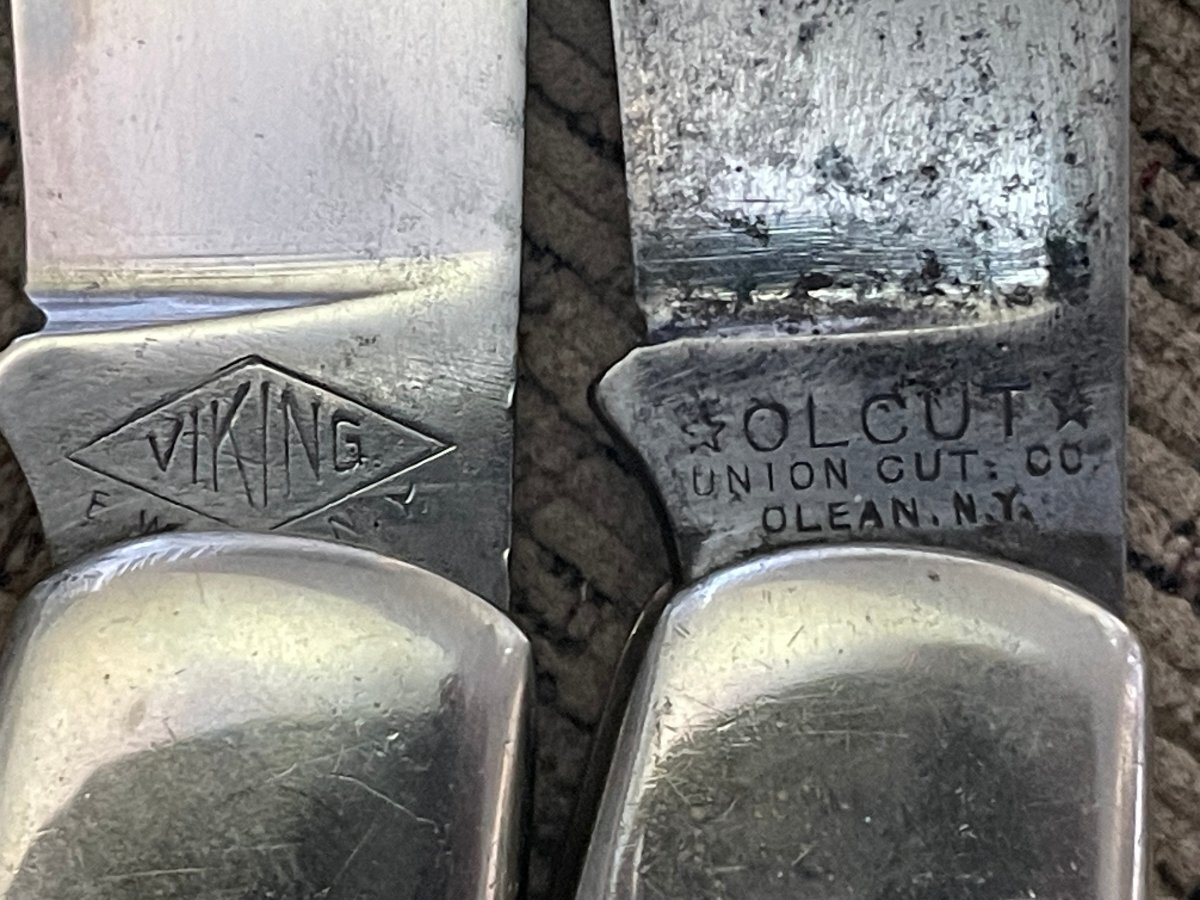 VIKING
E. W. N.Y.
OLCUT
UNION CUT. CO.
OLEAN. N.Y.